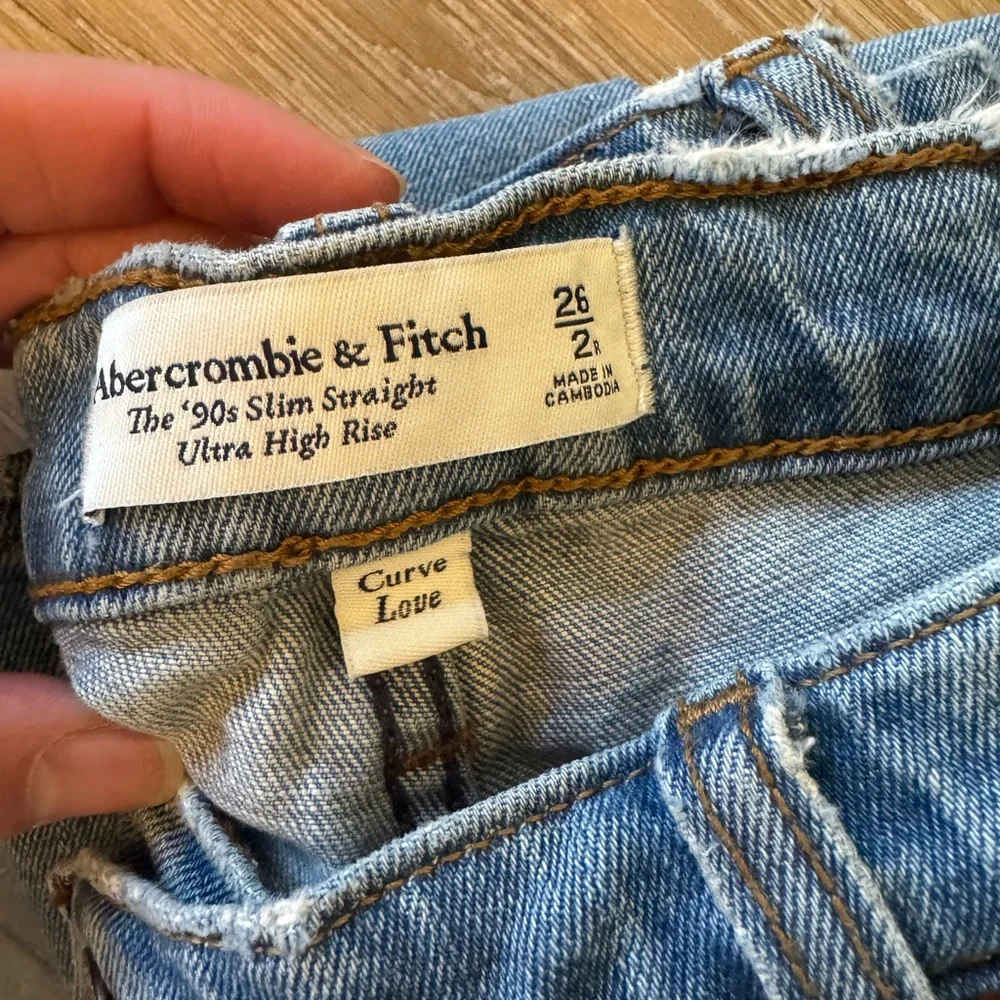 Abercrombie & Fitch
The '90s Slim Straight
Ultra High Rise
26
2R
MADE IN
CAMBODIA
Curve
Love